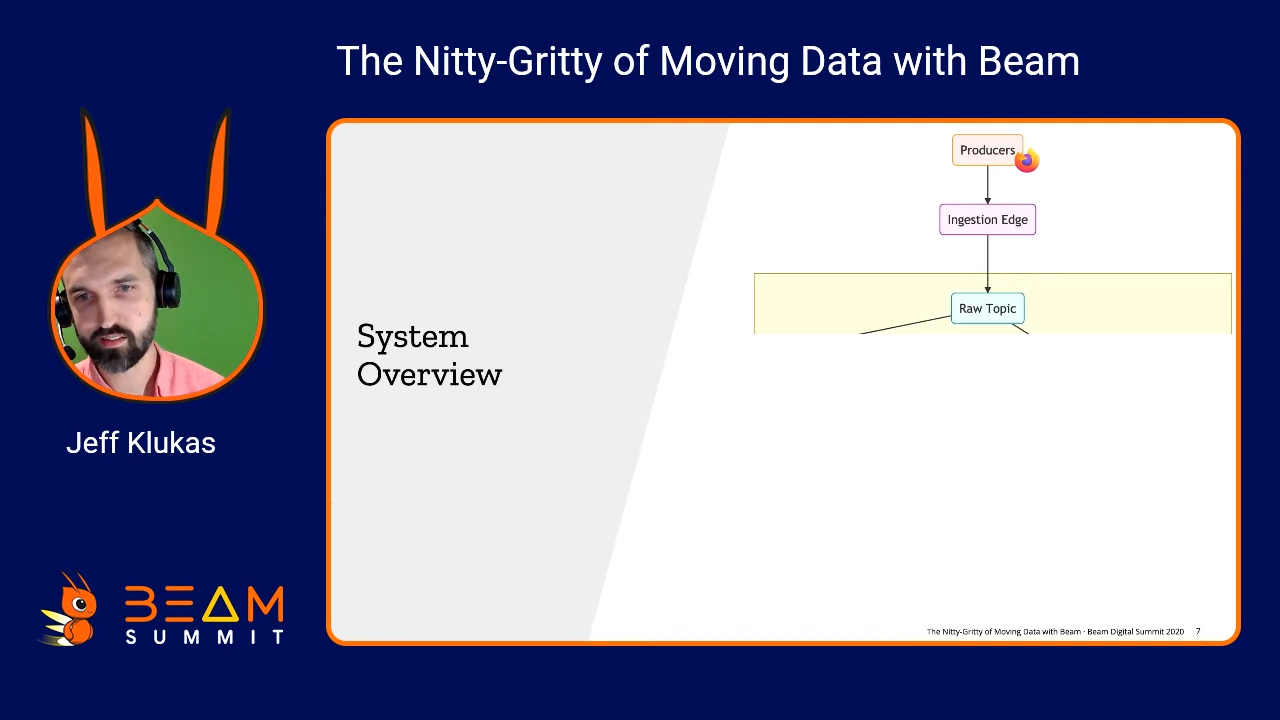 The Nitty-Gritty of Moving Data with Beam
Producers
Ingestion Edge
Raw Topic
System
Overview
Jeff Klukas
BEAM
SUMMIT
The Nitty-Gritty of Moving Data with Beam - Beam Digital Summit 2020 7